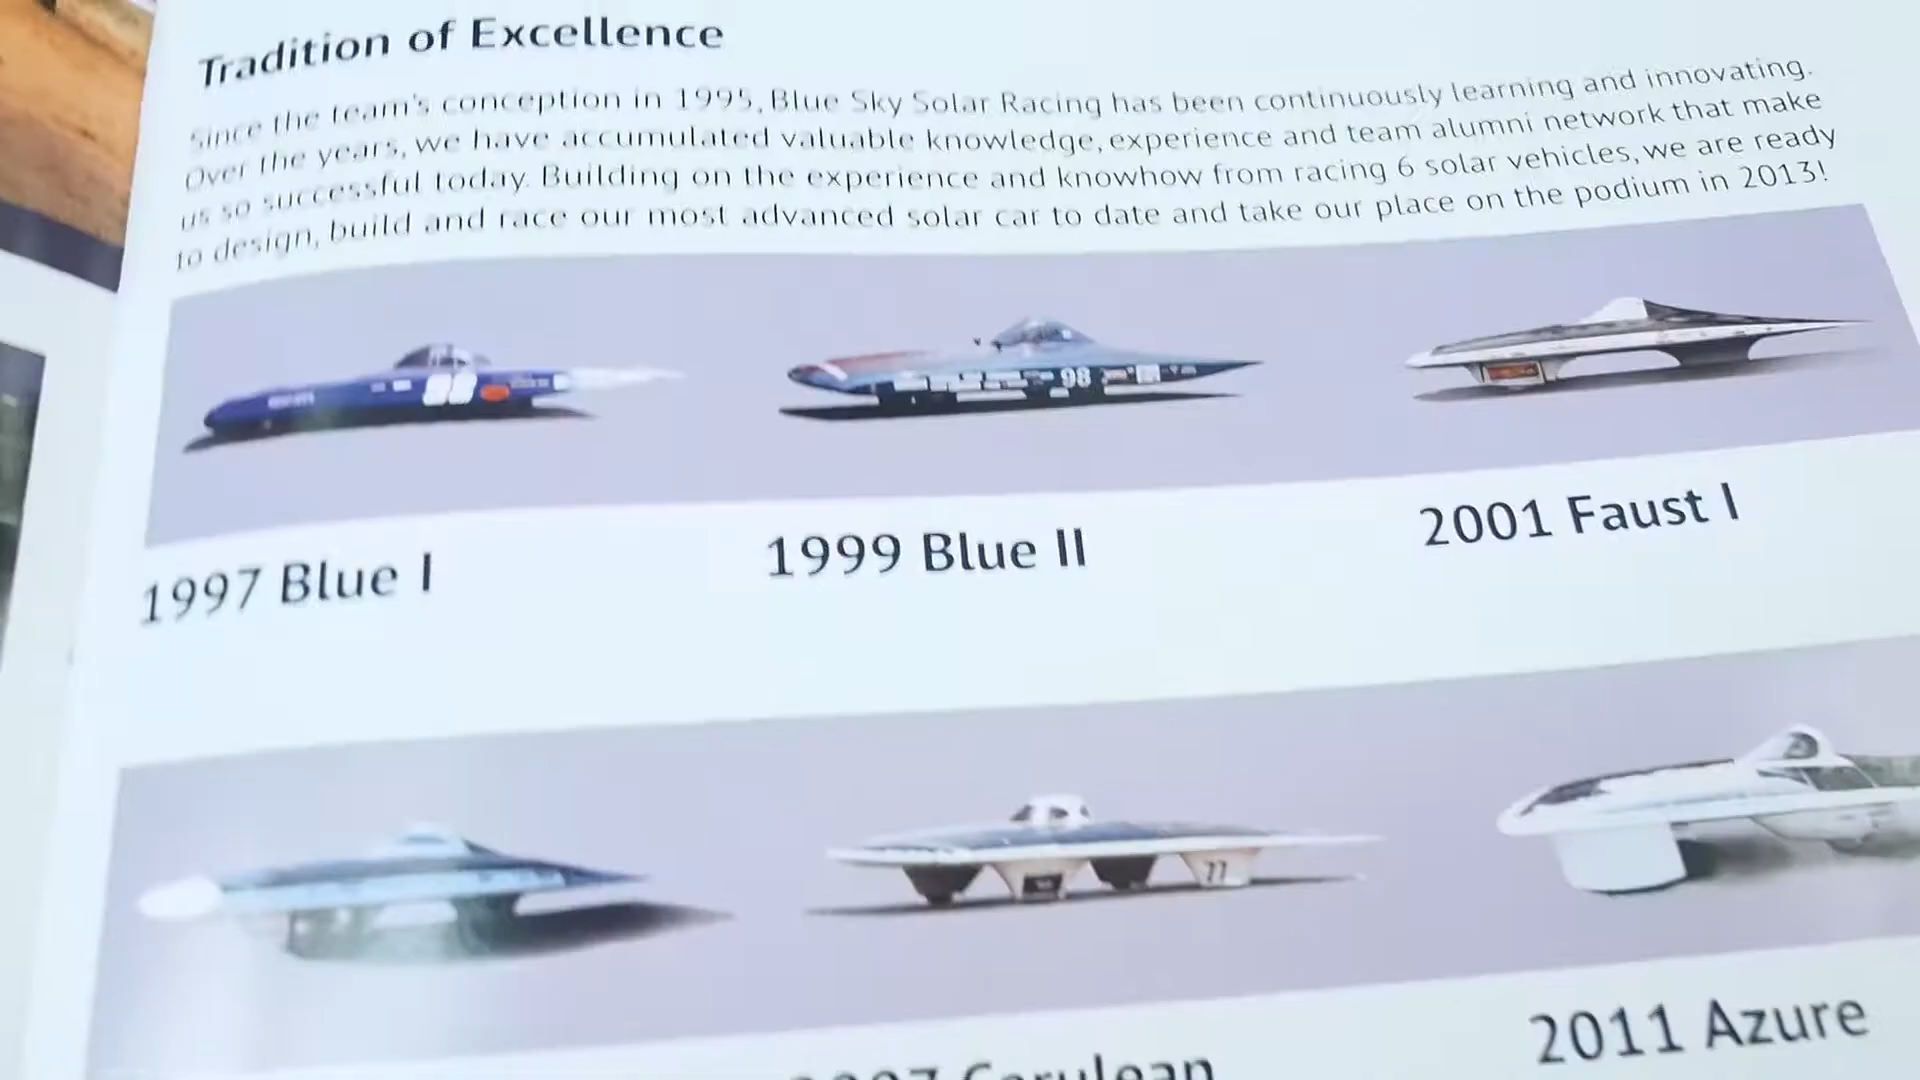 Tradition of Excellence
Since the team's conception in 1995, Blue Sky Solar Racing has been continuously learning and innovating.
Over the years, we have accumulated valuable knowledge, experience and team alumni network that make
us so successful today. Building on the experience and knowhow from racing 6 solar vehicles, we are ready
to design, build and race our most advanced solar car to date and take our place on the podium in 2013!
98
1997 Blue I
1999 Blue II
2001 Faust I
77
Cerulean
2011 Azure